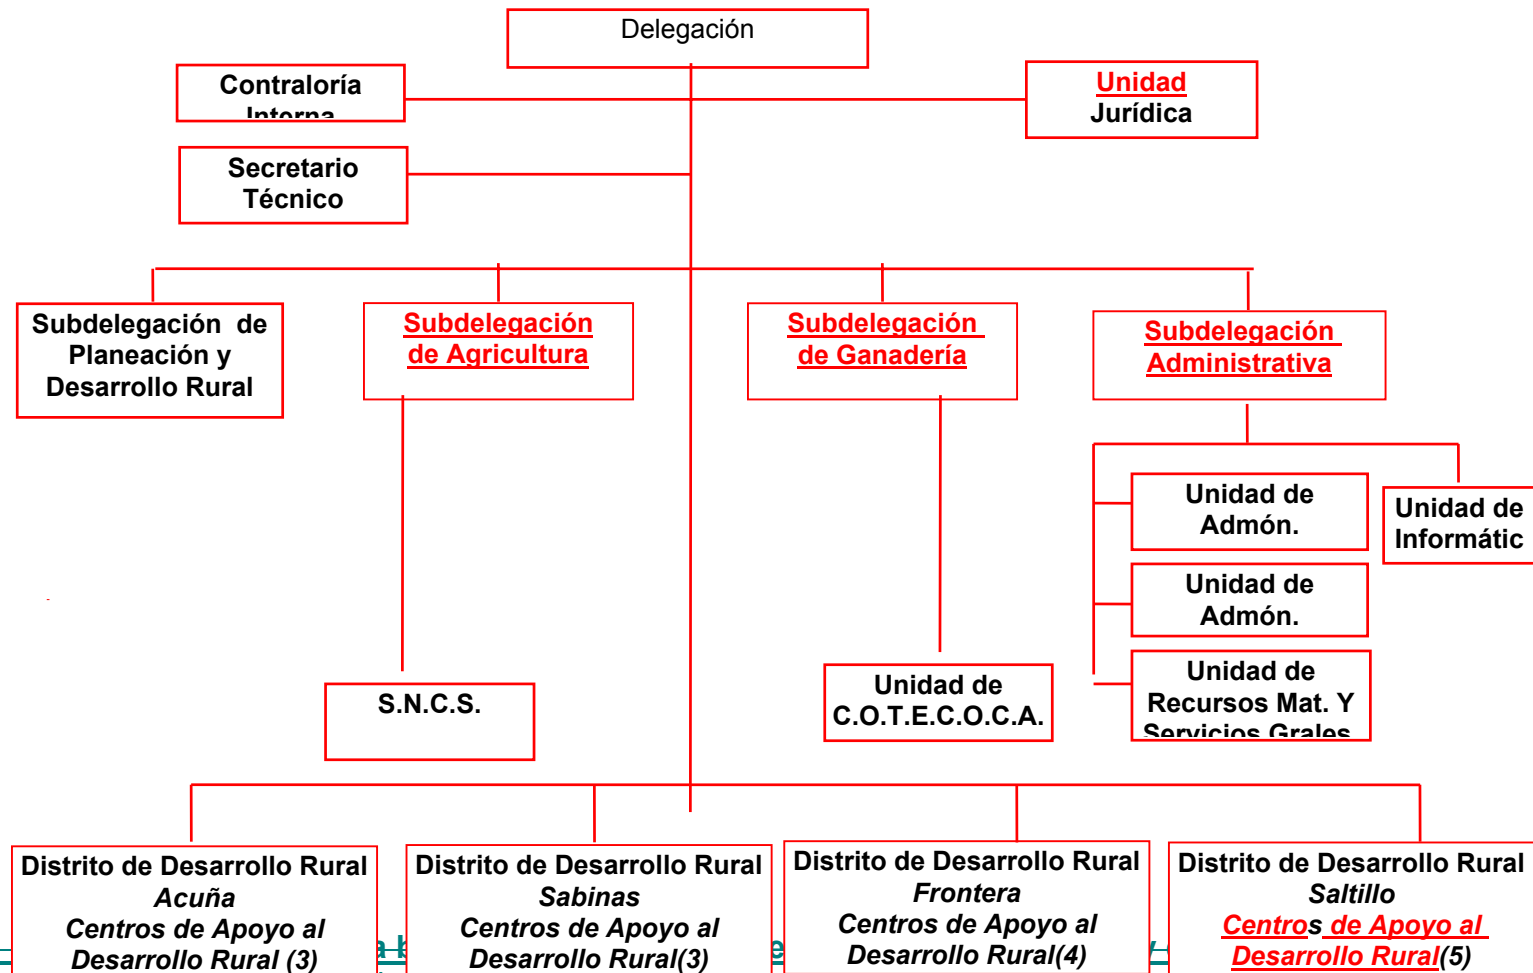 Delegación
Contraloría
Interna
Unidad
Jurídica
Secretario
Técnico
Subdelegación de
Planeación y
Desarrollo Rural
Subdelegación
de Agricultura
Subdelegación
de Ganadería
Subdelegación
Administrativa
Unidad de
Admón.
Unidad de
Informátic
Unidad de
Admón.
Unidad de
Recursos Mat. Y
Servicios Grales
S.N.C.S.
Unidad de
C.O.T.E.C.O.C.A.
Distrito de Desarrollo Rural
Acuña
Centros de Apoyo al
Desarrollo Rural (3)
Distrito de Desarrollo Rural
Sabinas
Centros de Apoyo al
Desarrollo Rural(3)
Distrito de Desarrollo Rural
Frontera
Centros de Apoyo al
Desarrollo Rural(4)
Distrito de Desarrollo Rural
Saltillo
Centros de Apoyo al
Desarrollo Rural(5)